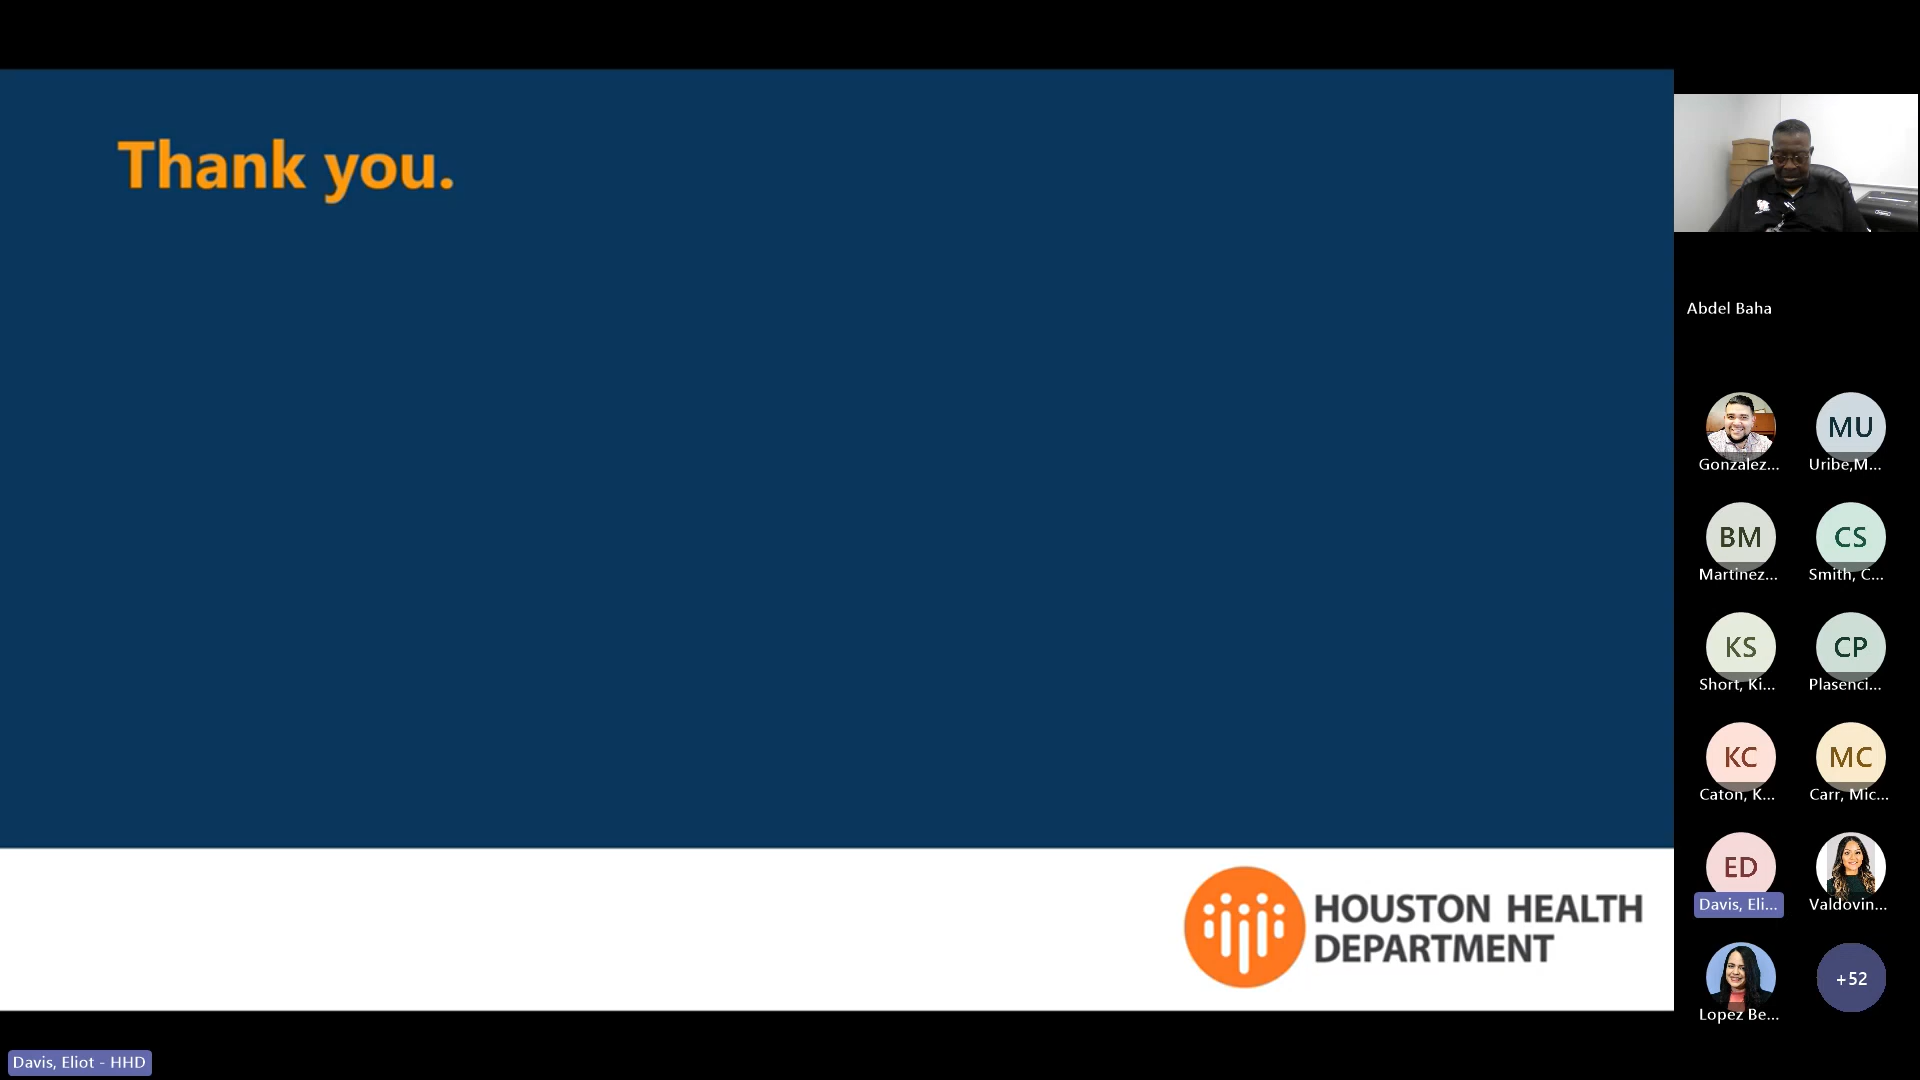 Thank you.
HOUSTON HEALTH
DEPARTMENT
Davis, Eliot - HHD
Abdel Baha
Gonzalez...
MU
Uribe,M...
BM
Martinez...
CS
Smith, C...
KS
Short, Ki...
CP
Plasenci...
KC
Caton, K...
MC
Carr, Mic...
ED
Davis, Eli...
Valdovin...
Lopez Be...
+52